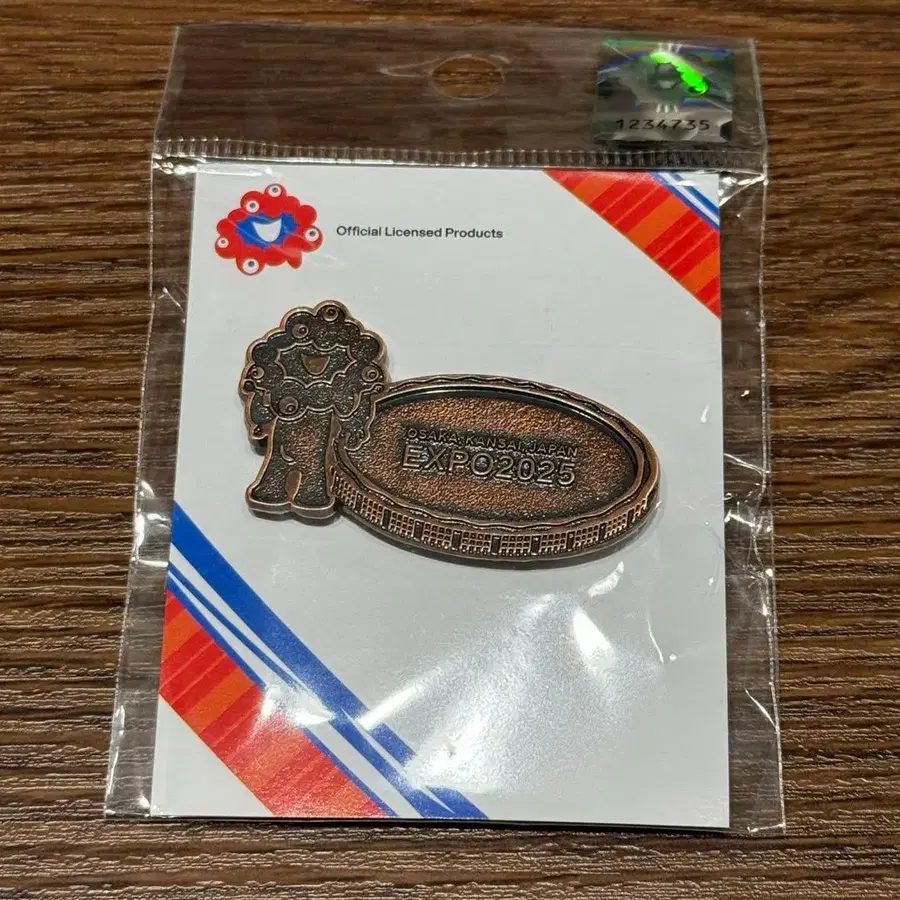 1234735
Official Licensed Products
OSAKA, KANSAI, JAPAN
EXPO2025